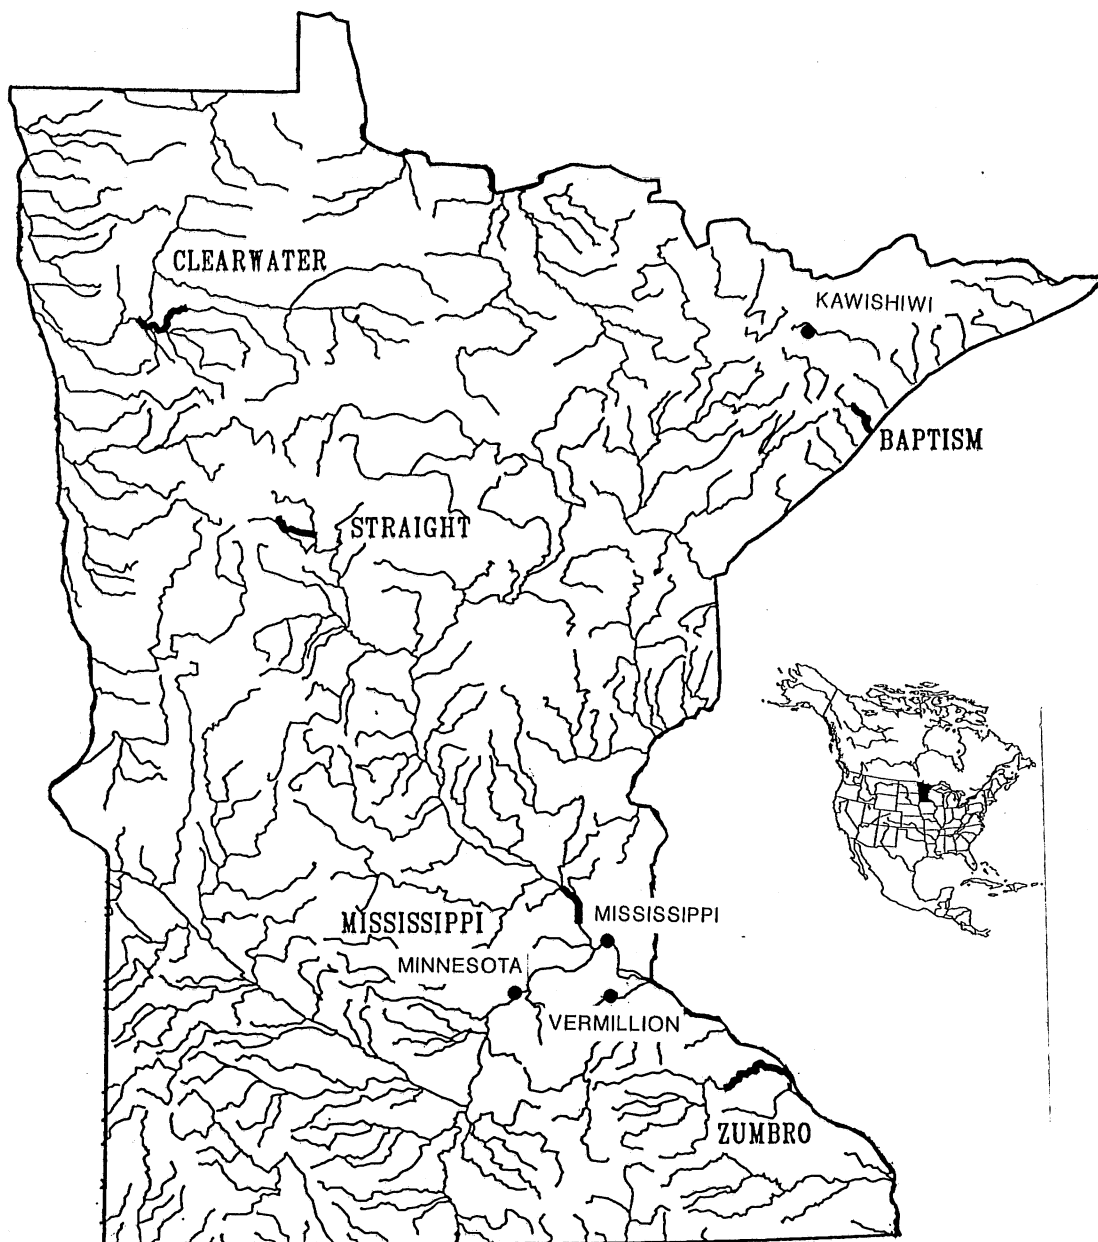 CLEARWATER
KAWISHIWI
BAPTISM
STRAIGHT
MISSISSIPPI
MISSISSIPPI
MINNESOTA
VERMILLION
ZUMBRO